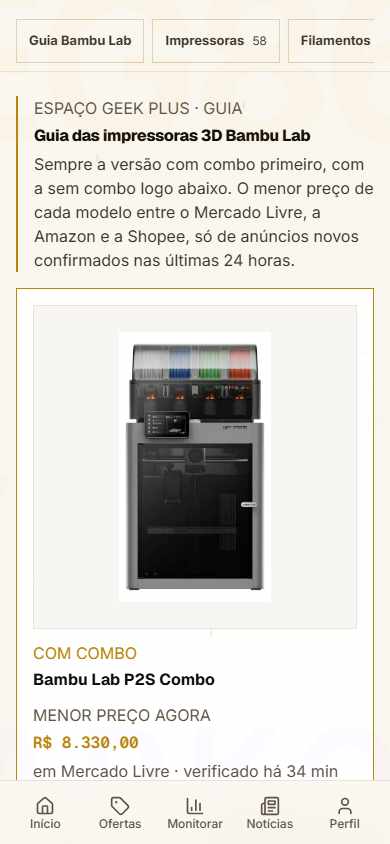 Guia Bambu Lab
Impressoras 58
Filamentos
ESPAÇO GEEK PLUS · GUIA
Guia das impressoras 3D Bambu Lab
Sempre a versão com combo primeiro, com
a sem combo logo abaixo. O menor preço de
cada modelo entre o Mercado Livre, a
Amazon e a Shopee, só de anúncios novos
confirmados nas últimas 24 horas.
COM COMBO
Bambu Lab P2S Combo
MENOR PREÇO AGORA
R$ 8.330,00
em Mercado Livre · verificado há 34 min
Início
Ofertas
Monitorar
Notícias
Perfil